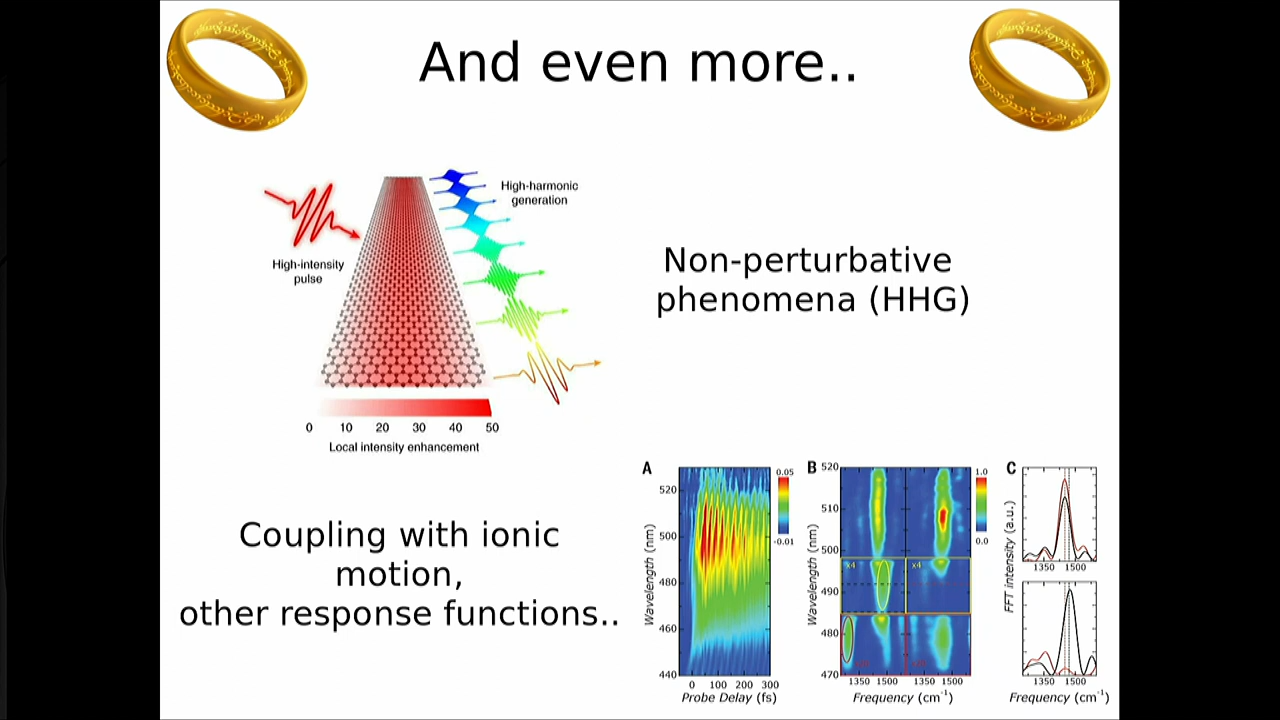 And even more..
High-intensity
pulse
High-harmonic
generation
0 10 20 30 40 50
Local intensity enhancement
Non-perturbative
phenomena (HHG)
Coupling with ionic
motion,
other response functions..
A
0.05
-0.01
Wavelength (nm)
520
500
480
460
440
0 100 200 300
Probe Delay (fs)
B
1.0
0.0
Wavelength (nm)
520
510
500
490
480
470
x4
x4
1350 1500 1350 1500
Frequency (cm-1)
C
FFT intensity (a.u.)
1350 1500
1350 1500
Frequency (cm-1)